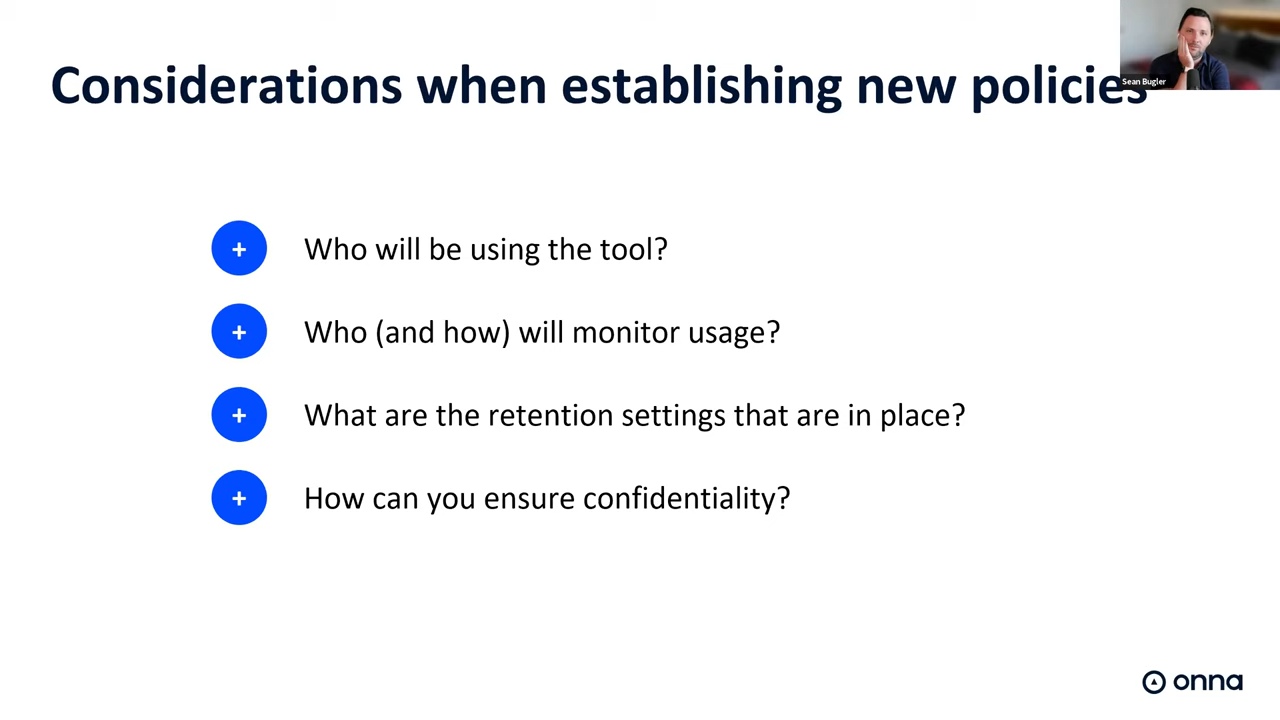 Considerations when establishing new policies
Sean Bugler
+ Who will be using the tool?
+ Who (and how) will monitor usage?
+ What are the retention settings that are in place?
+ How can you ensure confidentiality?
onna